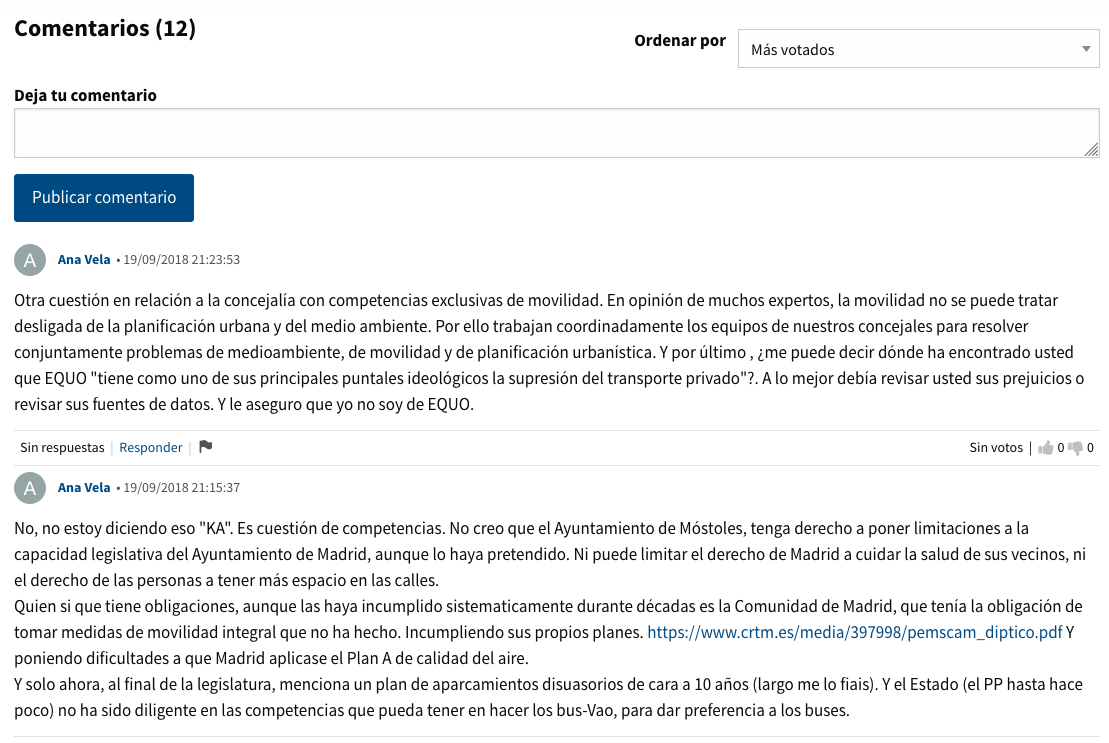 Comentarios (12)
Ordenar por
Más votados
Deja tu comentario
Publicar comentario
A Ana Vela • 19/09/2018 21:23:53
Otra cuestión en relación a la concejalía con competencias exclusivas de movilidad. En opinión de muchos expertos, la movilidad no se puede tratar
desligada de la planificación urbana y del medio ambiente. Por ello trabajan coordinadamente los equipos de nuestros concejales para resolver
conjuntamente problemas de medioambiente, de movilidad y de planificación urbanística. Y por último , ¿me puede decir dónde ha encontrado usted
que EQUO "tiene como uno de sus principales puntales ideológicos la supresión del transporte privado"?. A lo mejor debía revisar usted sus prejuicios o
revisar sus fuentes de datos. Y le aseguro que yo no soy de EQUO.
Sin respuestas | Responder |
Sin votos | 0 0
A Ana Vela • 19/09/2018 21:15:37
No, no estoy diciendo eso "KA". Es cuestión de competencias. No creo que el Ayuntamiento de Móstoles, tenga derecho a poner limitaciones a la
capacidad legislativa del Ayuntamiento de Madrid, aunque lo haya pretendido. Ni puede limitar el derecho de Madrid a cuidar la salud de sus vecinos, ni
el derecho de las personas a tener más espacio en las calles.
Quien si que tiene obligaciones, aunque las haya incumplido sistematicamente durante décadas es la Comunidad de Madrid, que tenía la obligación de
tomar medidas de movilidad integral que no ha hecho. Incumpliendo sus propios planes. https://www.crtm.es/media/397998/pemscam_diptico.pdf Y
poniendo dificultades a que Madrid aplicase el Plan A de calidad del aire.
Y solo ahora, al final de la legislatura, menciona un plan de aparcamientos disuasorios de cara a 10 años (largo me lo fiais). Y el Estado (el PP hasta hace
poco) no ha sido diligente en las competencias que pueda tener en hacer los bus-Vao, para dar preferencia a los buses.